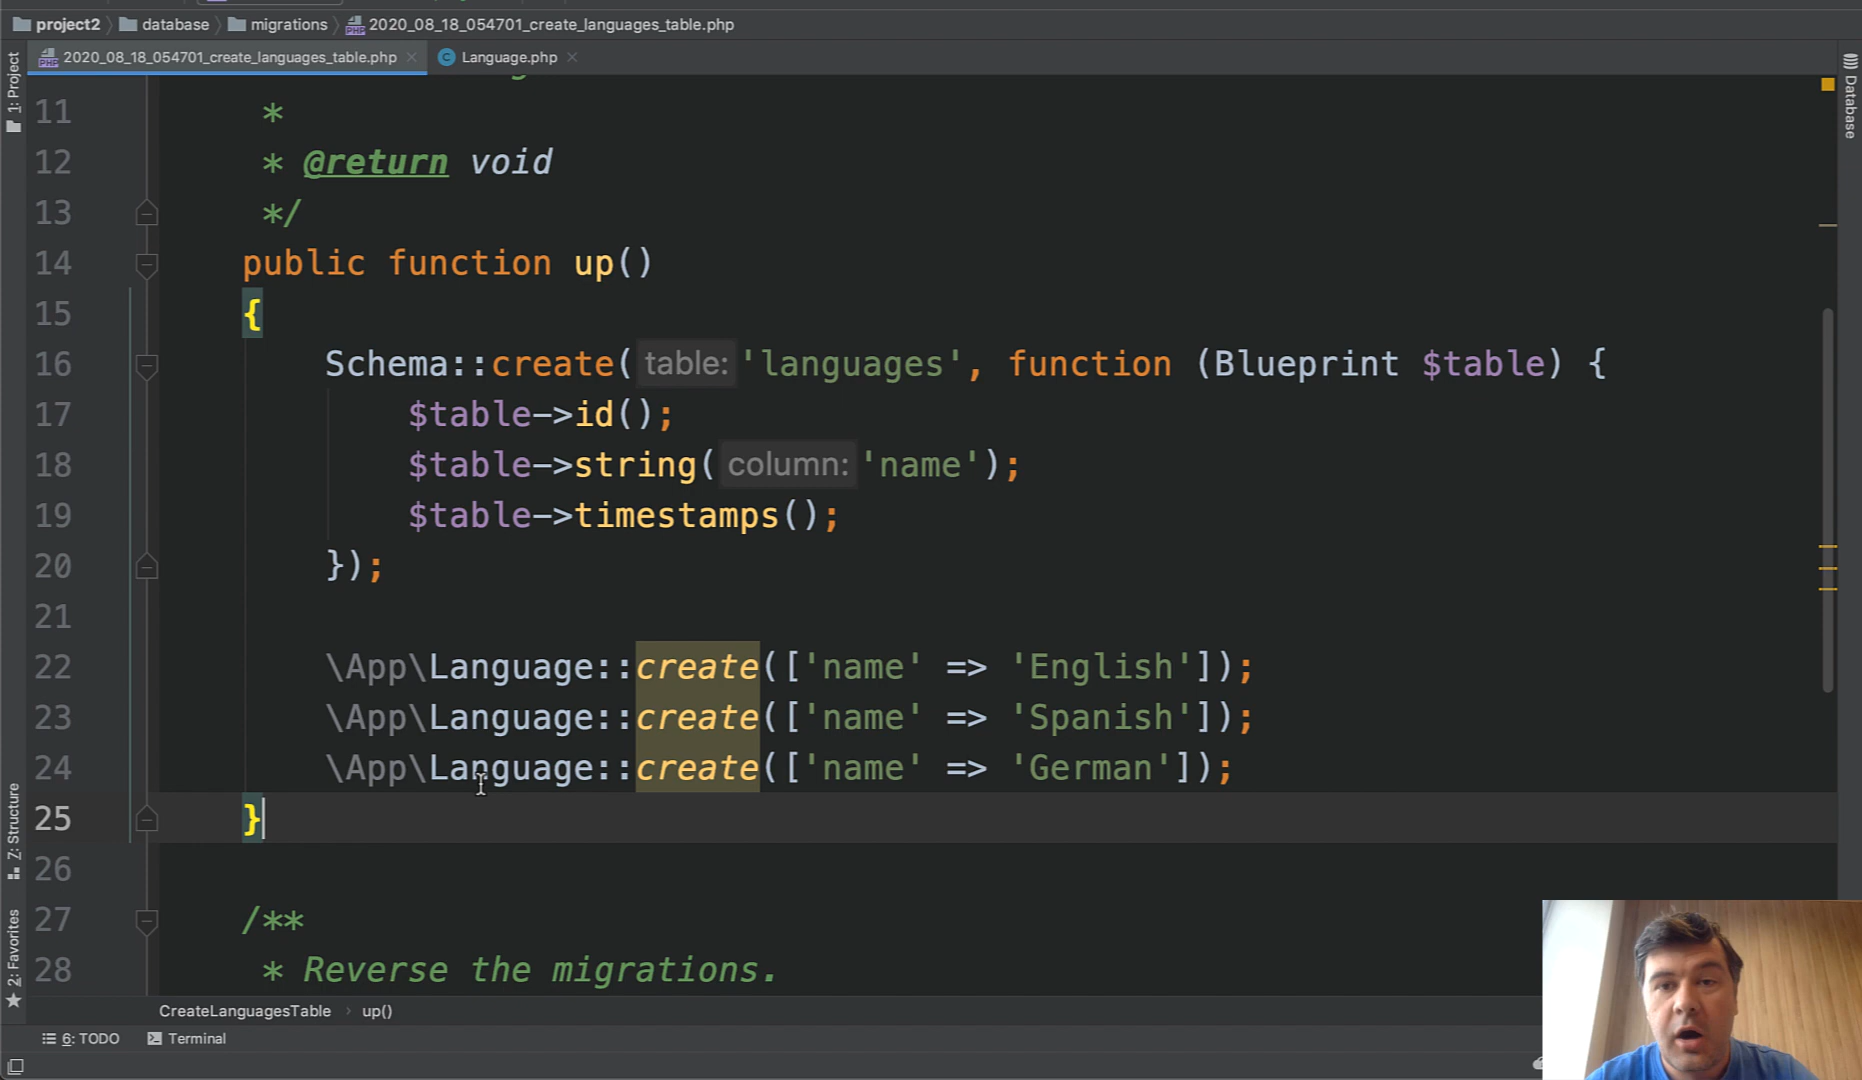 project2 database migrations 2020_08_18_054701_create_languages_table.php
2020_08_18_054701_create_languages_table.php Language.php
1: Project
Database
11 *
12 * @return void
13 */
14 public function up()
15 {
16 Schema::create( table: 'languages', function (Blueprint $table) {
17 $table->id();
18 $table->string( column: 'name');
19 $table->timestamps();
20 });
21
22 \App\Language::create(['name' => 'English']);
23 \App\Language::create(['name' => 'Spanish']);
24 \App\Language::create(['name' => 'German']);
25 }
26
27 /**
28 * Reverse the migrations.
Z: Structure
2: Favorites
CreateLanguagesTable › up()
6: TODO Terminal